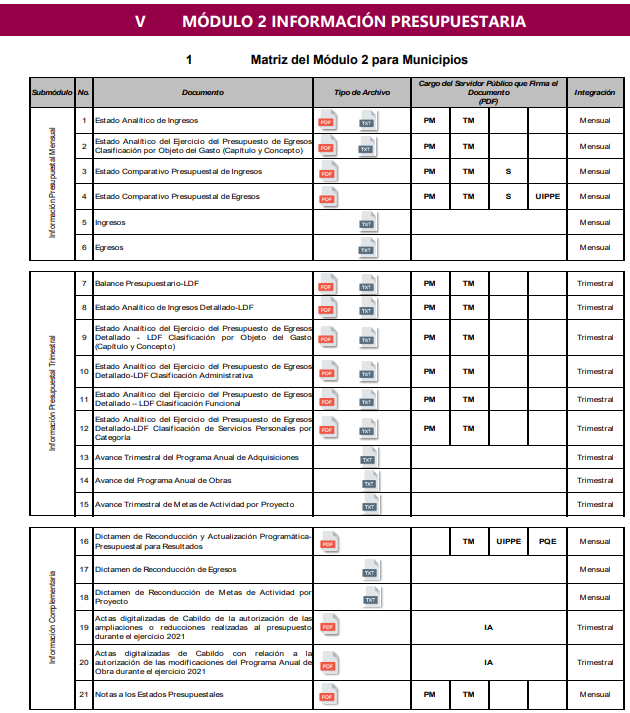 V MÓDULO 2 INFORMACIÓN PRESUPUESTARIA
1 Matriz del Módulo 2 para Municipios
Submódulo No. Documento Tipo de Archivo Cargo del Servidor Público que Firma el Documento (PDF) Integración
Información Presupuestal Mensual
1 Estado Analítico de Ingresos PDF TXT PM TM Mensual
2 Estado Analítico del Ejercicio del Presupuesto de Egresos
Clasificación por Objeto del Gasto (Capítulo y Concepto) PDF TXT PM TM Mensual
3 Estado Comparativo Presupuestal de Ingresos PDF PM TM S Mensual
4 Estado Comparativo Presupuestal de Egresos PDF PM TM S UIPPE Mensual
5 Ingresos TXT Mensual
6 Egresos TXT Mensual
Información Presupuestal Trimestral
7 Balance Presupuestario-LDF PDF TXT PM TM Trimestral
8 Estado Analítico de Ingresos Detallado-LDF PDF TXT PM TM Trimestral
9 Estado Analítico del Ejercicio del Presupuesto de Egresos
Detallado - LDF Clasificación por Objeto del Gasto
(Capítulo y Concepto) PDF TXT PM TM Trimestral
10 Estado Analítico del Ejercicio del Presupuesto de Egresos
Detallado-LDF Clasificación Administrativa PDF TXT PM TM Trimestral
11 Estado Analítico del Ejercicio del Presupuesto de Egresos
Detallado – LDF Clasificación Funcional PDF TXT PM TM Trimestral
12 Estado Analítico del Ejercicio del Presupuesto de Egresos
Detallado-LDF Clasificación de Servicios Personales por
Categoría PDF TXT PM TM Trimestral
13 Avance Trimestral del Programa Anual de Adquisiciones TXT Trimestral
14 Avance del Programa Anual de Obras TXT Trimestral
15 Avance Trimestral de Metas de Actividad por Proyecto TXT Trimestral
Información Complementaria
16 Dictamen de Reconducción y Actualización Programática-
Presupuestal para Resultados PDF TM UIPPE PQE Mensual
17 Dictamen de Reconducción de Egresos TXT Mensual
18 Dictamen de Reconducción de Metas de Actividad por
Proyecto TXT Mensual
19 Actas digitalizadas de Cabildo de la autorización de las
ampliaciones o reducciones realizadas al presupuesto
durante el ejercicio 2021 PDF IA Trimestral
20 Actas digitalizadas de Cabildo con relación a la
autorización de las modificaciones del Programa Anual de
Obra durante el ejercicio 2021 PDF IA Trimestral
21 Notas a los Estados Presupuestales PDF PM TM Mensual